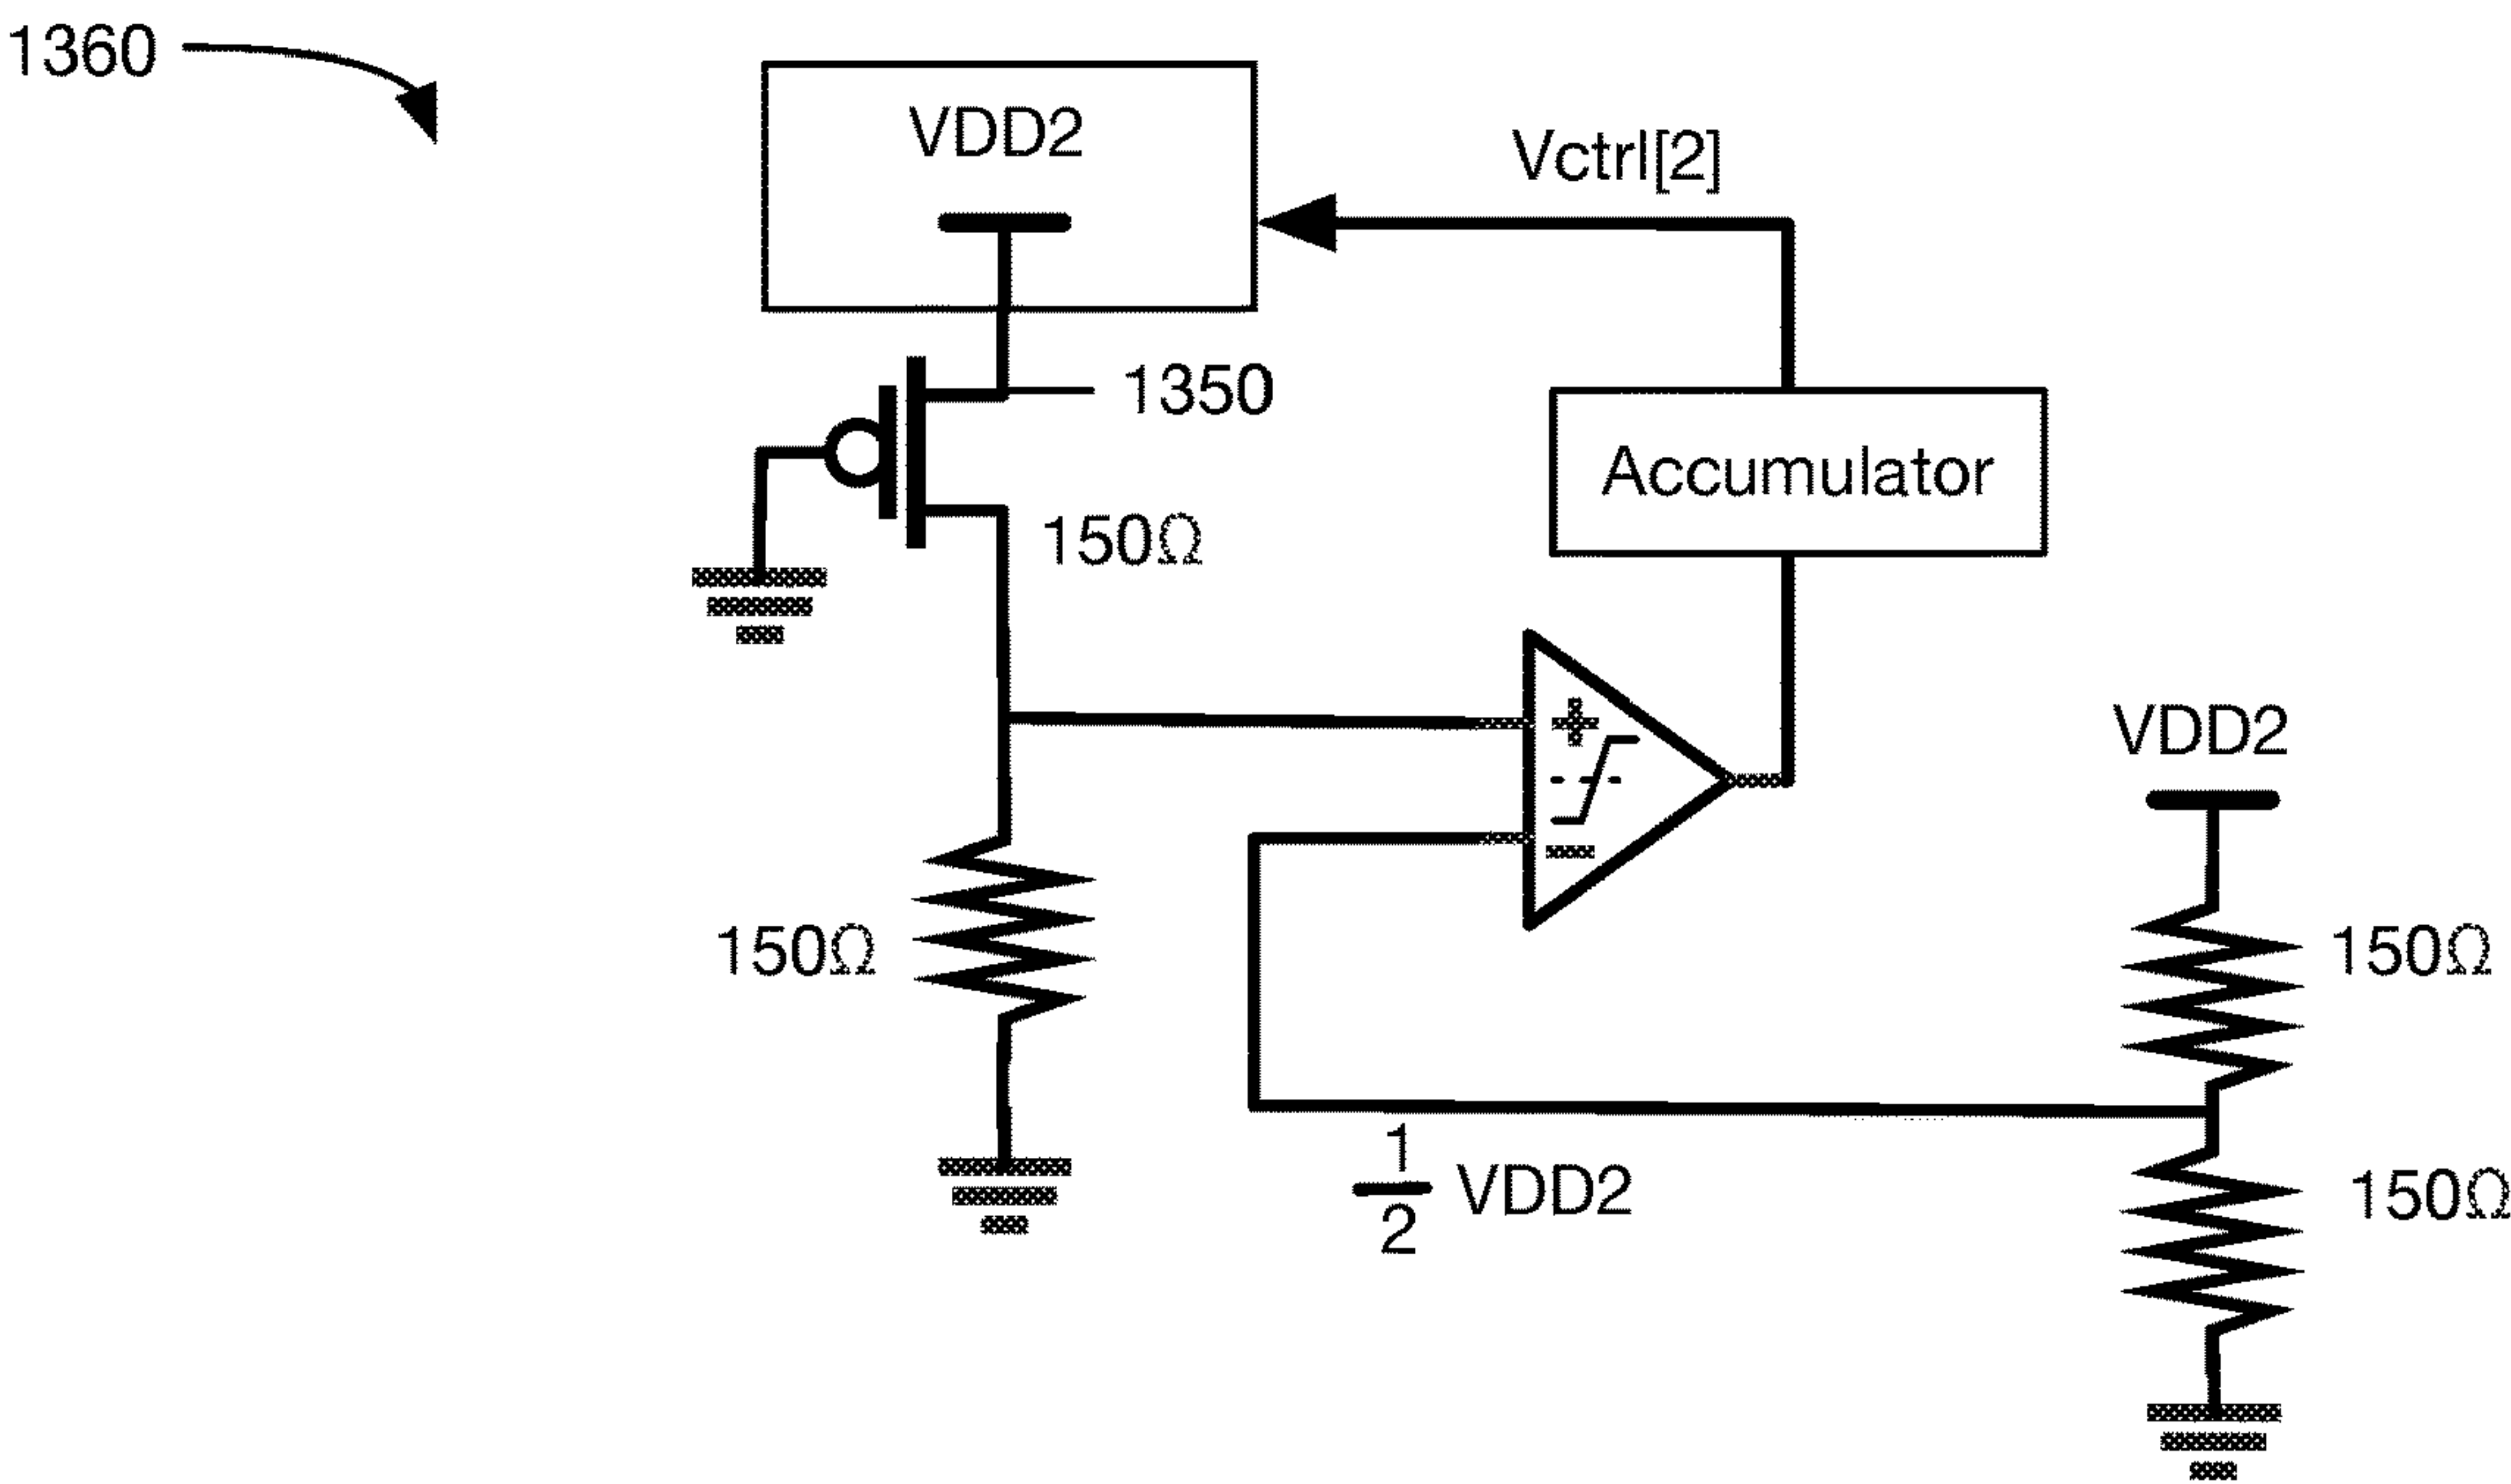 1360
VDD2
Vctrl[2]
1350
Accumulator
150Ω
+
VDD2
−
150Ω
150Ω
1/2 VDD2
150Ω